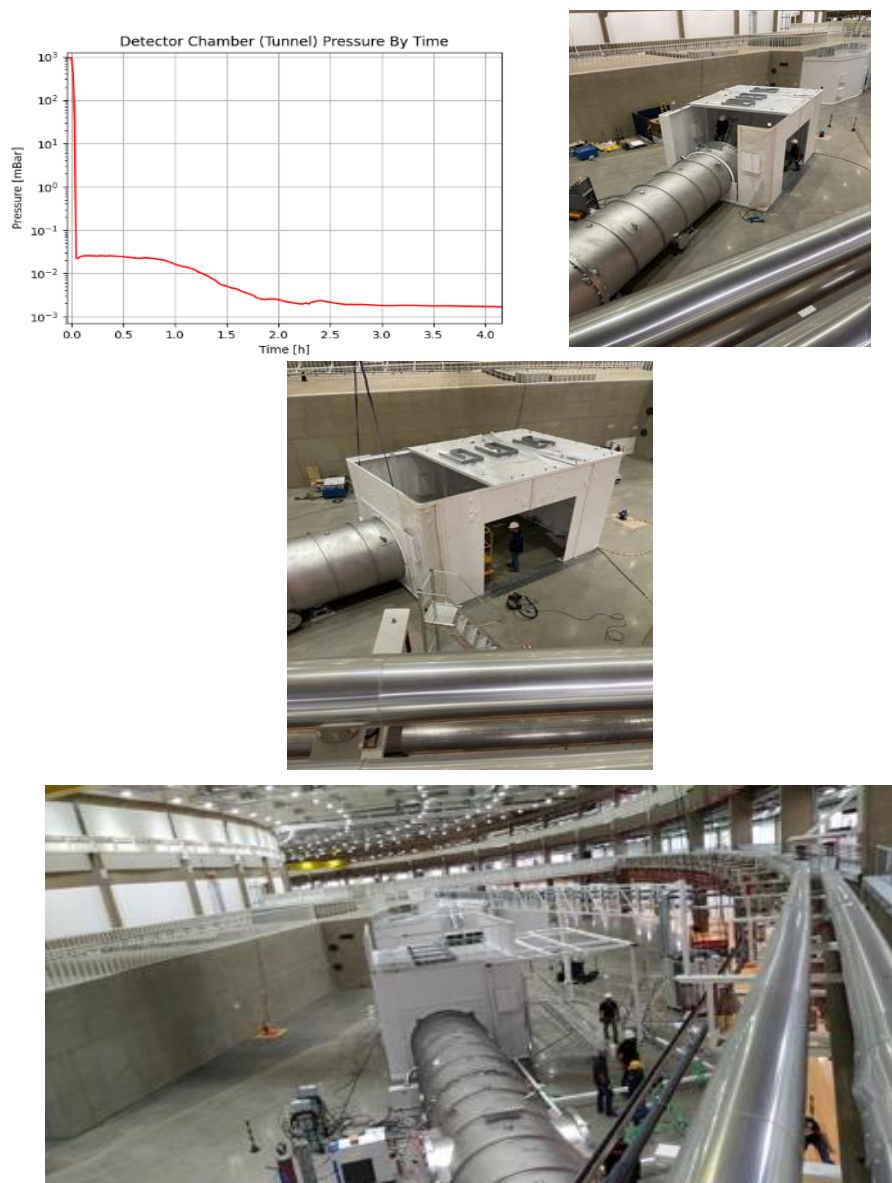 Detector Chamber (Tunnel) Pressure By Time
Pressure [mBar]
10³
10²
10¹
10⁰
10⁻¹
10⁻²
10⁻³
0.0 0.5 1.0 1.5 2.0 2.5 3.0 3.5 4.0
Time [h]